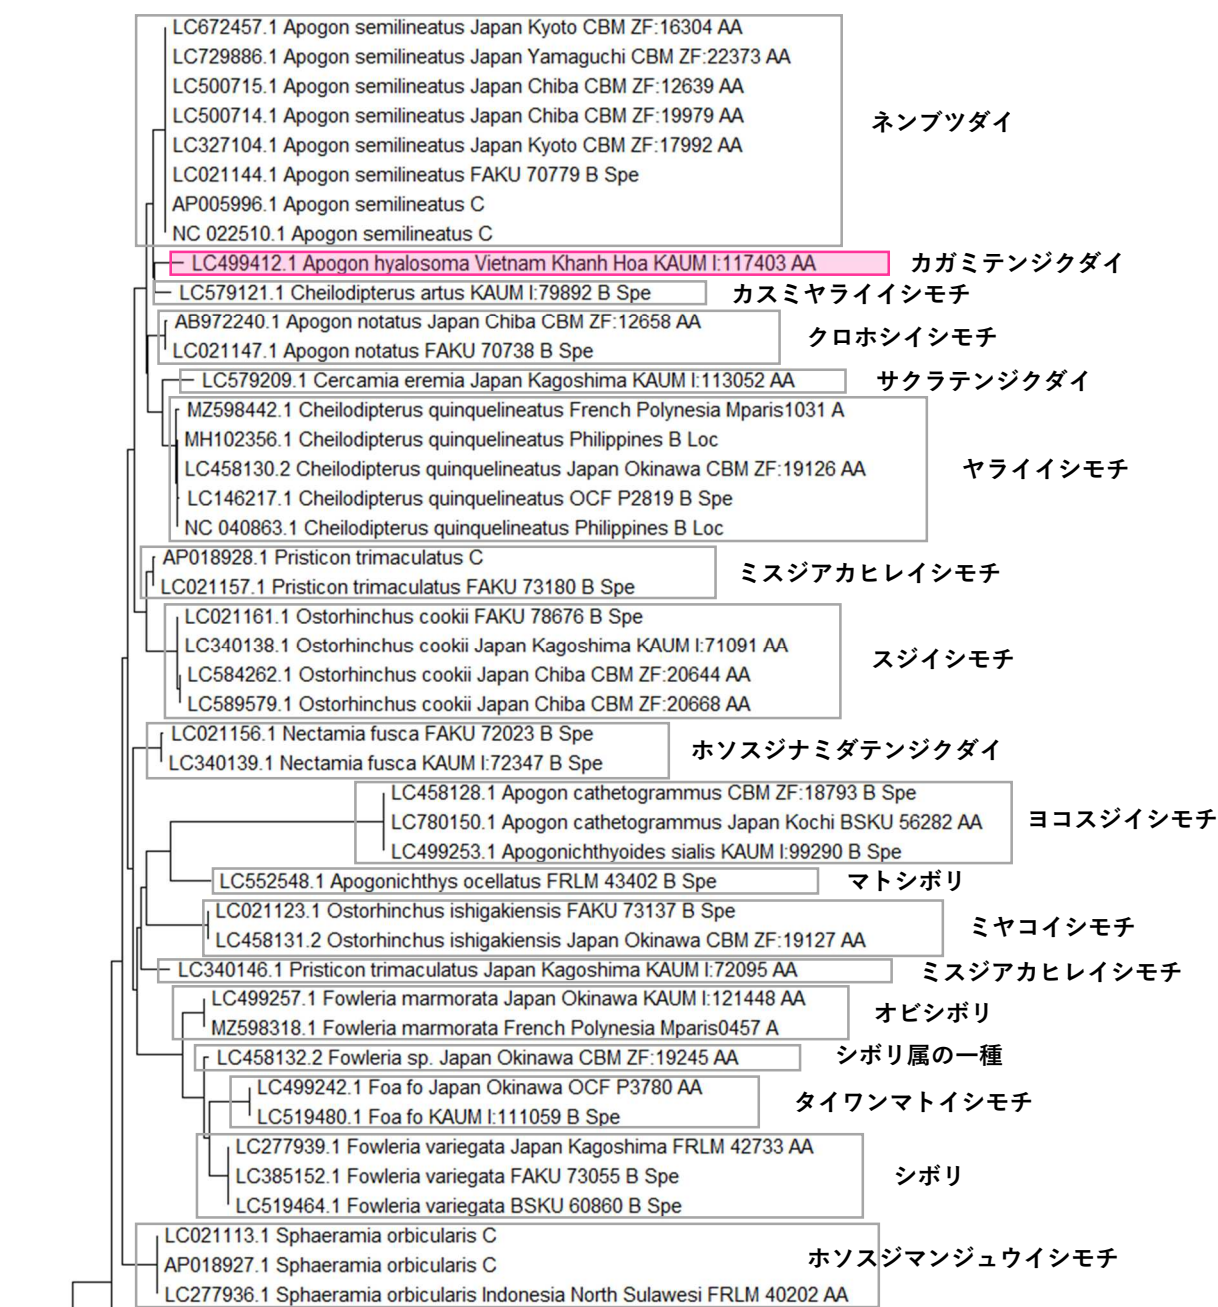 LC672457.1 Apogon semilineatus Japan Kyoto CBM ZF:16304 AA
LC729886.1 Apogon semilineatus Japan Yamaguchi CBM ZF:22373 AA
LC500715.1 Apogon semilineatus Japan Chiba CBM ZF:12639 AA
LC500714.1 Apogon semilineatus Japan Chiba CBM ZF:19979 AA
ネンブツダイ
LC327104.1 Apogon semilineatus Japan Kyoto CBM ZF:17992 AA
LC021144.1 Apogon semilineatus FAKU 70779 B Spe
AP005996.1 Apogon semilineatus C
NC 022510.1 Apogon semilineatus C
LC499412.1 Apogon hyalosoma Vietnam Khanh Hoa KAUM I:117403 AA
カガミテンジクダイ
LC579121.1 Cheilodipterus artus KAUM I:79892 B Spe
カスミヤライイシモチ
AB972240.1 Apogon notatus Japan Chiba CBM ZF:12658 AA
クロホシイシモチ
LC021147.1 Apogon notatus FAKU 70738 B Spe
LC579209.1 Cercamia eremia Japan Kagoshima KAUM I:113052 AA
サクラテンジクダイ
MZ598442.1 Cheilodipterus quinquelineatus French Polynesia Mparis1031 A
MH102356.1 Cheilodipterus quinquelineatus Philippines B Loc
LC458130.2 Cheilodipterus quinquelineatus Japan Okinawa CBM ZF:19126 AA
ヤライイシモチ
LC146217.1 Cheilodipterus quinquelineatus OCF P2819 B Spe
NC 040863.1 Cheilodipterus quinquelineatus Philippines B Loc
AP018928.1 Pristicon trimaculatus C
ミスジアカヒレイシモチ
LC021157.1 Pristicon trimaculatus FAKU 73180 B Spe
LC021161.1 Ostorhinchus cookii FAKU 78676 B Spe
LC340138.1 Ostorhinchus cookii Japan Kagoshima KAUM I:71091 AA
スジイシモチ
LC584262.1 Ostorhinchus cookii Japan Chiba CBM ZF:20644 AA
LC589579.1 Ostorhinchus cookii Japan Chiba CBM ZF:20668 AA
LC021156.1 Nectamia fusca FAKU 72023 B Spe
ホソスジナミダテンジクダイ
LC340139.1 Nectamia fusca KAUM I:72347 B Spe
LC458128.1 Apogon cathetogrammus CBM ZF:18793 B Spe
LC780150.1 Apogon cathetogrammus Japan Kochi BSKU 56282 AA
ヨコスジイシモチ
LC499253.1 Apogonichthyoides sialis KAUM I:99290 B Spe
LC552548.1 Apogonichthys ocellatus FRLM 43402 B Spe
マトシボリ
LC021123.1 Ostorhinchus ishigakiensis FAKU 73137 B Spe
ミヤコイシモチ
LC458131.2 Ostorhinchus ishigakiensis Japan Okinawa CBM ZF:19127 AA
LC340146.1 Pristicon trimaculatus Japan Kagoshima KAUM I:72095 AA
ミスジアカヒレイシモチ
LC499257.1 Fowleria marmorata Japan Okinawa KAUM I:121448 AA
オビシボリ
MZ598318.1 Fowleria marmorata French Polynesia Mparis0457 A
LC458132.2 Fowleria sp. Japan Okinawa CBM ZF:19245 AA
シボリ属の一種
LC499242.1 Foa fo Japan Okinawa OCF P3780 AA
タイワンマトイシモチ
LC519480.1 Foa fo KAUM I:111059 B Spe
LC277939.1 Fowleria variegata Japan Kagoshima FRLM 42733 AA
LC385152.1 Fowleria variegata FAKU 73055 B Spe
シボリ
LC519464.1 Fowleria variegata BSKU 60860 B Spe
LC021113.1 Sphaeramia orbicularis C
ホソスジマンジュウイシモチ
AP018927.1 Sphaeramia orbicularis C
LC277936.1 Sphaeramia orbicularis Indonesia North Sulawesi FRLM 40202 AA